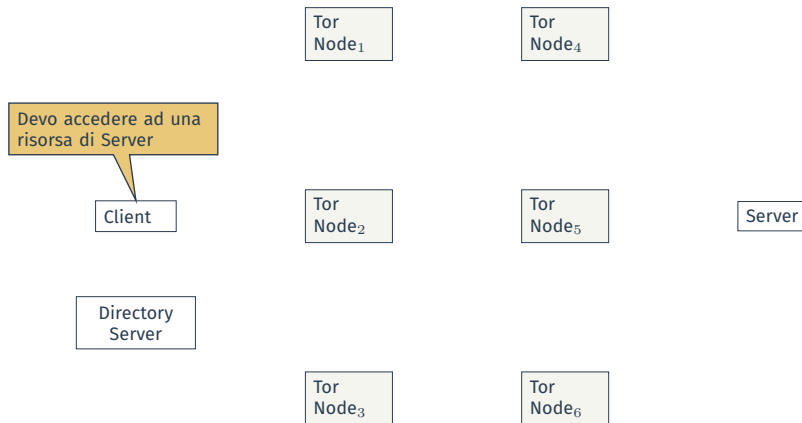 Tor
Node₁
Tor
Node₄
Devo accedere ad una
risorsa di Server
Client
Tor
Node₂
Tor
Node₅
Server
Directory
Server
Tor
Node₃
Tor
Node₆